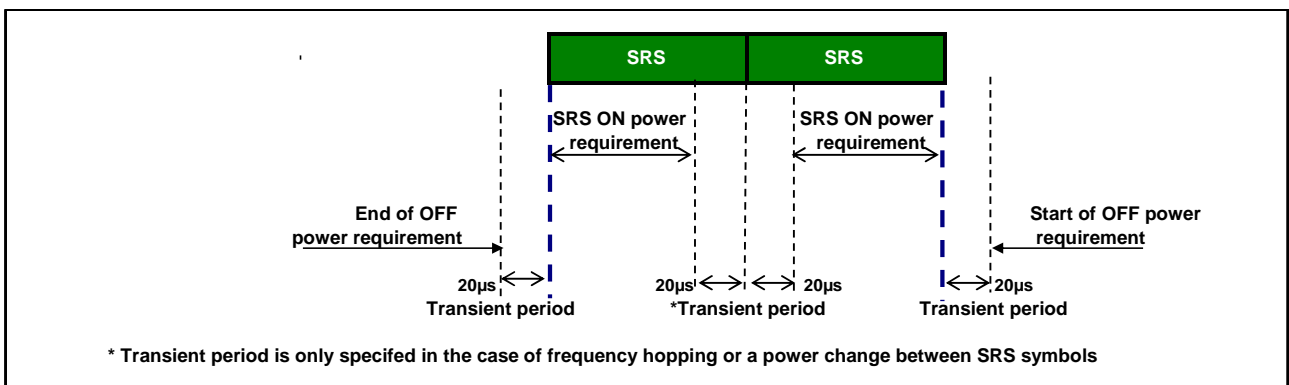 SRS SRS
SRS ON power
requirement
SRS ON power
requirement
End of OFF
power requirement
Start of OFF power
requirement
20µs 20µs 20µs 20µs
Transient period *Transient period Transient period
* Transient period is only specifed in the case of frequency hopping or a power change between SRS symbols